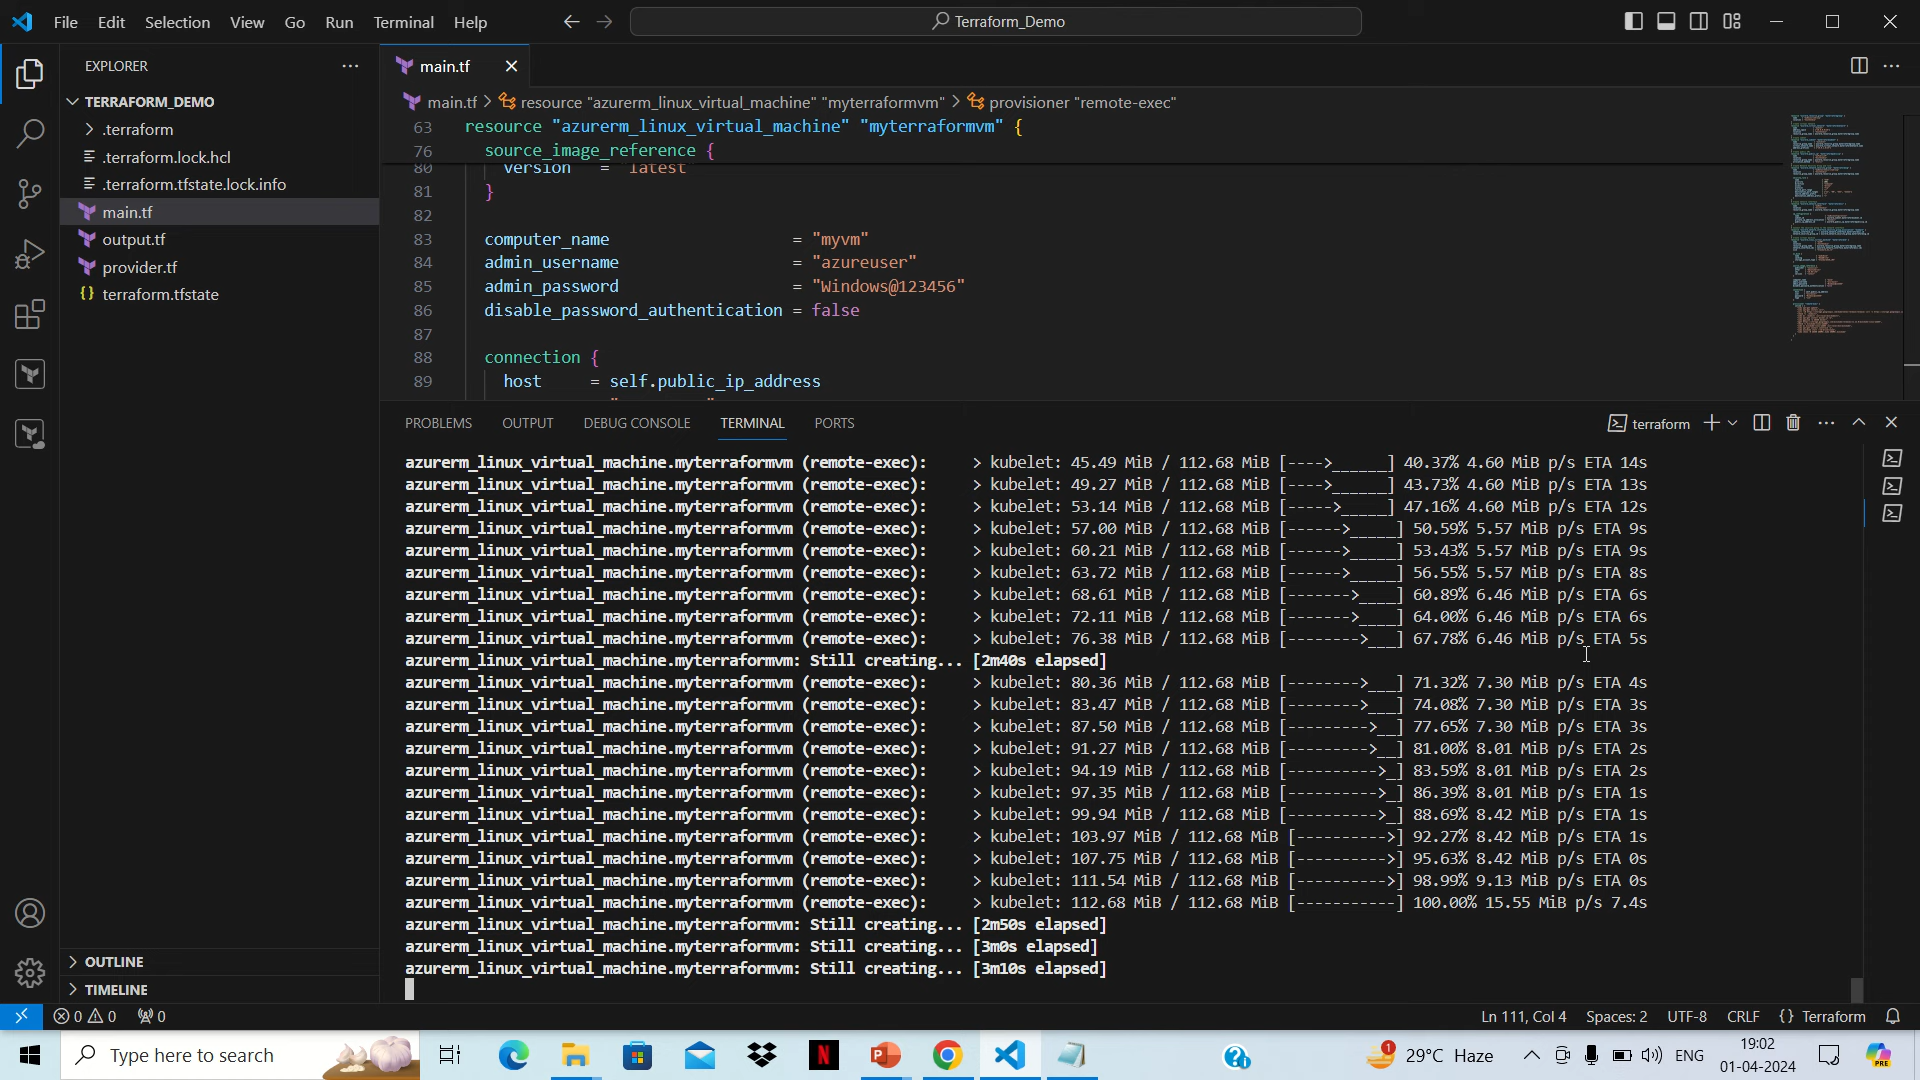 File Edit Selection View Go Run Terminal Help
Terraform_Demo
EXPLORER
TERRAFORM_DEMO
.terraform
.terraform.lock.hcl
.terraform.tfstate.lock.info
main.tf
output.tf
provider.tf
terraform.tfstate
OUTLINE
TIMELINE
main.tf
main.tf > resource "azurerm_linux_virtual_machine" "myterraformvm" > provisioner "remote-exec"
63 resource "azurerm_linux_virtual_machine" "myterraformvm" {
76 source_image_reference {
80 version = "latest"
81 }
82
83 computer_name = "myvm"
84 admin_username = "azureuser"
85 admin_password = "Windows@123456"
86 disable_password_authentication = false
87
88 connection {
89 host = self.public_ip_address
PROBLEMS OUTPUT DEBUG CONSOLE TERMINAL PORTS
terraform
azurerm_linux_virtual_machine.myterraformvm (remote-exec): > kubelet: 45.49 MiB / 112.68 MiB [---->______] 40.37% 4.60 MiB p/s ETA 14s
azurerm_linux_virtual_machine.myterraformvm (remote-exec): > kubelet: 49.27 MiB / 112.68 MiB [---->______] 43.73% 4.60 MiB p/s ETA 13s
azurerm_linux_virtual_machine.myterraformvm (remote-exec): > kubelet: 53.14 MiB / 112.68 MiB [----->_____] 47.16% 4.60 MiB p/s ETA 12s
azurerm_linux_virtual_machine.myterraformvm (remote-exec): > kubelet: 57.00 MiB / 112.68 MiB [------>_____] 50.59% 5.57 MiB p/s ETA 9s
azurerm_linux_virtual_machine.myterraformvm (remote-exec): > kubelet: 60.21 MiB / 112.68 MiB [------>_____] 53.43% 5.57 MiB p/s ETA 9s
azurerm_linux_virtual_machine.myterraformvm (remote-exec): > kubelet: 63.72 MiB / 112.68 MiB [------>_____] 56.55% 5.57 MiB p/s ETA 8s
azurerm_linux_virtual_machine.myterraformvm (remote-exec): > kubelet: 68.61 MiB / 112.68 MiB [------->____] 60.89% 6.46 MiB p/s ETA 6s
azurerm_linux_virtual_machine.myterraformvm (remote-exec): > kubelet: 72.11 MiB / 112.68 MiB [------->____] 64.00% 6.46 MiB p/s ETA 6s
azurerm_linux_virtual_machine.myterraformvm (remote-exec): > kubelet: 76.38 MiB / 112.68 MiB [-------->___] 67.78% 6.46 MiB p/s ETA 5s
azurerm_linux_virtual_machine.myterraformvm: Still creating... [2m40s elapsed]
azurerm_linux_virtual_machine.myterraformvm (remote-exec): > kubelet: 80.36 MiB / 112.68 MiB [-------->___] 71.32% 7.30 MiB p/s ETA 4s
azurerm_linux_virtual_machine.myterraformvm (remote-exec): > kubelet: 83.47 MiB / 112.68 MiB [-------->___] 74.08% 7.30 MiB p/s ETA 3s
azurerm_linux_virtual_machine.myterraformvm (remote-exec): > kubelet: 87.50 MiB / 112.68 MiB [--------->__] 77.65% 7.30 MiB p/s ETA 3s
azurerm_linux_virtual_machine.myterraformvm (remote-exec): > kubelet: 91.27 MiB / 112.68 MiB [--------->__] 81.00% 8.01 MiB p/s ETA 2s
azurerm_linux_virtual_machine.myterraformvm (remote-exec): > kubelet: 94.19 MiB / 112.68 MiB [---------->_] 83.59% 8.01 MiB p/s ETA 2s
azurerm_linux_virtual_machine.myterraformvm (remote-exec): > kubelet: 97.35 MiB / 112.68 MiB [---------->_] 86.39% 8.01 MiB p/s ETA 1s
azurerm_linux_virtual_machine.myterraformvm (remote-exec): > kubelet: 99.94 MiB / 112.68 MiB [---------->_] 88.69% 8.42 MiB p/s ETA 1s
azurerm_linux_virtual_machine.myterraformvm (remote-exec): > kubelet: 103.97 MiB / 112.68 MiB [---------->] 92.27% 8.42 MiB p/s ETA 1s
azurerm_linux_virtual_machine.myterraformvm (remote-exec): > kubelet: 107.75 MiB / 112.68 MiB [---------->] 95.63% 8.42 MiB p/s ETA 0s
azurerm_linux_virtual_machine.myterraformvm (remote-exec): > kubelet: 111.54 MiB / 112.68 MiB [---------->] 98.99% 9.13 MiB p/s ETA 0s
azurerm_linux_virtual_machine.myterraformvm (remote-exec): > kubelet: 112.68 MiB / 112.68 MiB [-----------] 100.00% 15.55 MiB p/s 7.4s
azurerm_linux_virtual_machine.myterraformvm: Still creating... [2m50s elapsed]
azurerm_linux_virtual_machine.myterraformvm: Still creating... [3m0s elapsed]
azurerm_linux_virtual_machine.myterraformvm: Still creating... [3m10s elapsed]
0 0 0
Ln 111, Col 4 Spaces: 2 UTF-8 CRLF {} Terraform
Type here to search
29°C Haze
ENG
19:02
01-04-2024